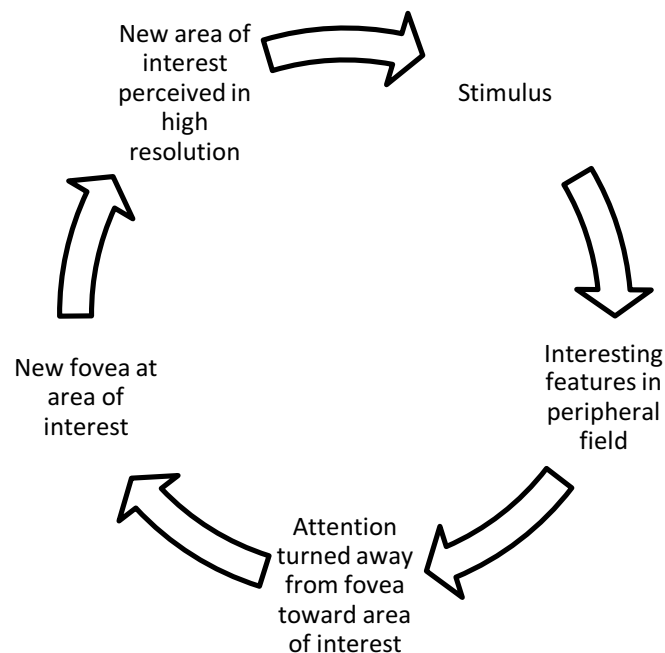 New area of
interest
perceived in
high
resolution
Stimulus
Interesting
features in
peripheral
field
Attention
turned away
from fovea
toward area
of interest
New fovea at
area of
interest